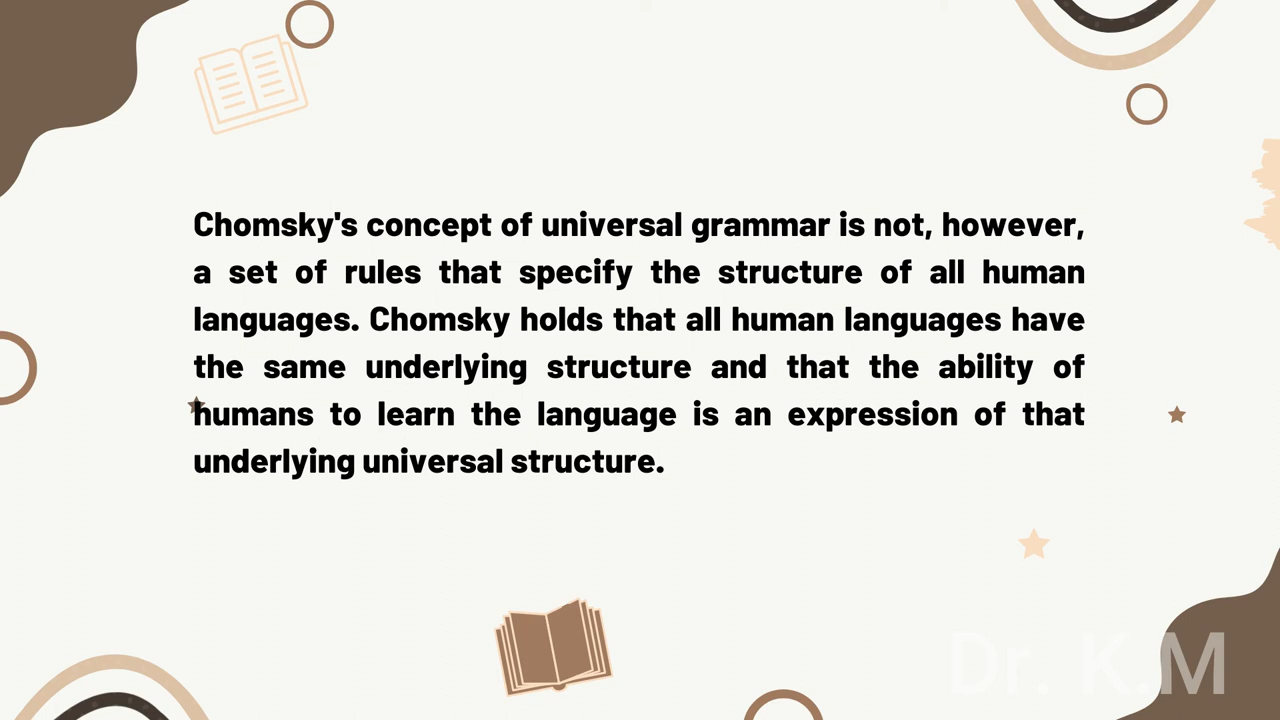 Chomsky's concept of universal grammar is not, however,
a set of rules that specify the structure of all human
languages. Chomsky holds that all human languages have
the same underlying structure and that the ability of
humans to learn the language is an expression of that
underlying universal structure.
Dr. K.M